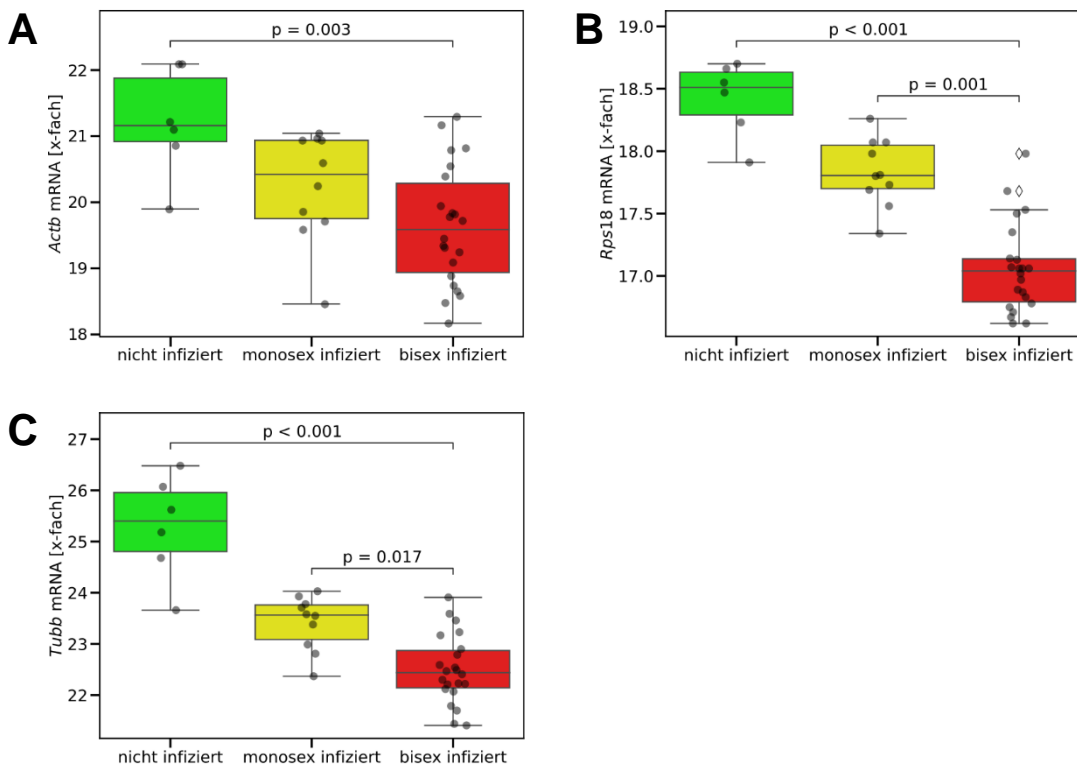 A
p = 0.003
Actb mRNA [x-fach]
22
21
20
19
18
nicht infiziert monosex infiziert bisex infiziert
B
p < 0.001
p = 0.001
Rps18 mRNA [x-fach]
19.0
18.5
18.0
17.5
17.0
nicht infiziert monosex infiziert bisex infiziert
C
p < 0.001
p = 0.017
Tubb mRNA [x-fach]
27
26
25
24
23
22
nicht infiziert monosex infiziert bisex infiziert